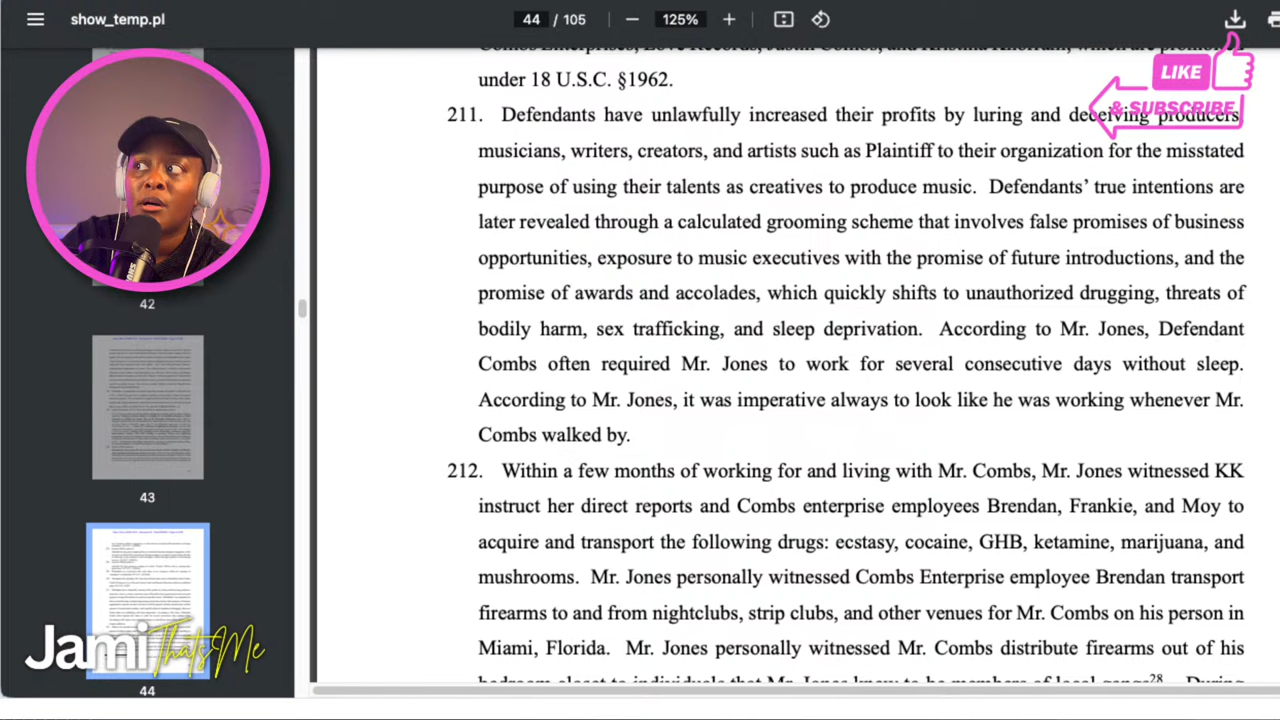 show_temp.pl
44 / 105
125%
LIKE
& SUBSCRIBE
under 18 U.S.C. §1962.
211. Defendants have unlawfully increased their profits by luring and deceiving producers,
musicians, writers, creators, and artists such as Plaintiff to their organization for the misstated
purpose of using their talents as creatives to produce music. Defendants’ true intentions are
later revealed through a calculated grooming scheme that involves false promises of business
opportunities, exposure to music executives with the promise of future introductions, and the
promise of awards and accolades, which quickly shifts to unauthorized drugging, threats of
bodily harm, sex trafficking, and sleep deprivation. According to Mr. Jones, Defendant
Combs often required Mr. Jones to work for several consecutive days without sleep.
According to Mr. Jones, it was imperative always to look like he was working whenever Mr.
Combs walked by.
212. Within a few months of working for and living with Mr. Combs, Mr. Jones witnessed KK
instruct her direct reports and Combs enterprise employees Brendan, Frankie, and Moy to
acquire and transport the following drugs: ecstasy, cocaine, GHB, ketamine, marijuana, and
mushrooms. Mr. Jones personally witnessed Combs Enterprise employee Brendan transport
firearms to and from nightclubs, strip clubs, and other venues for Mr. Combs on his person in
Miami, Florida. Mr. Jones personally witnessed Mr. Combs distribute firearms out of his
42
43
44
Jami That's Me